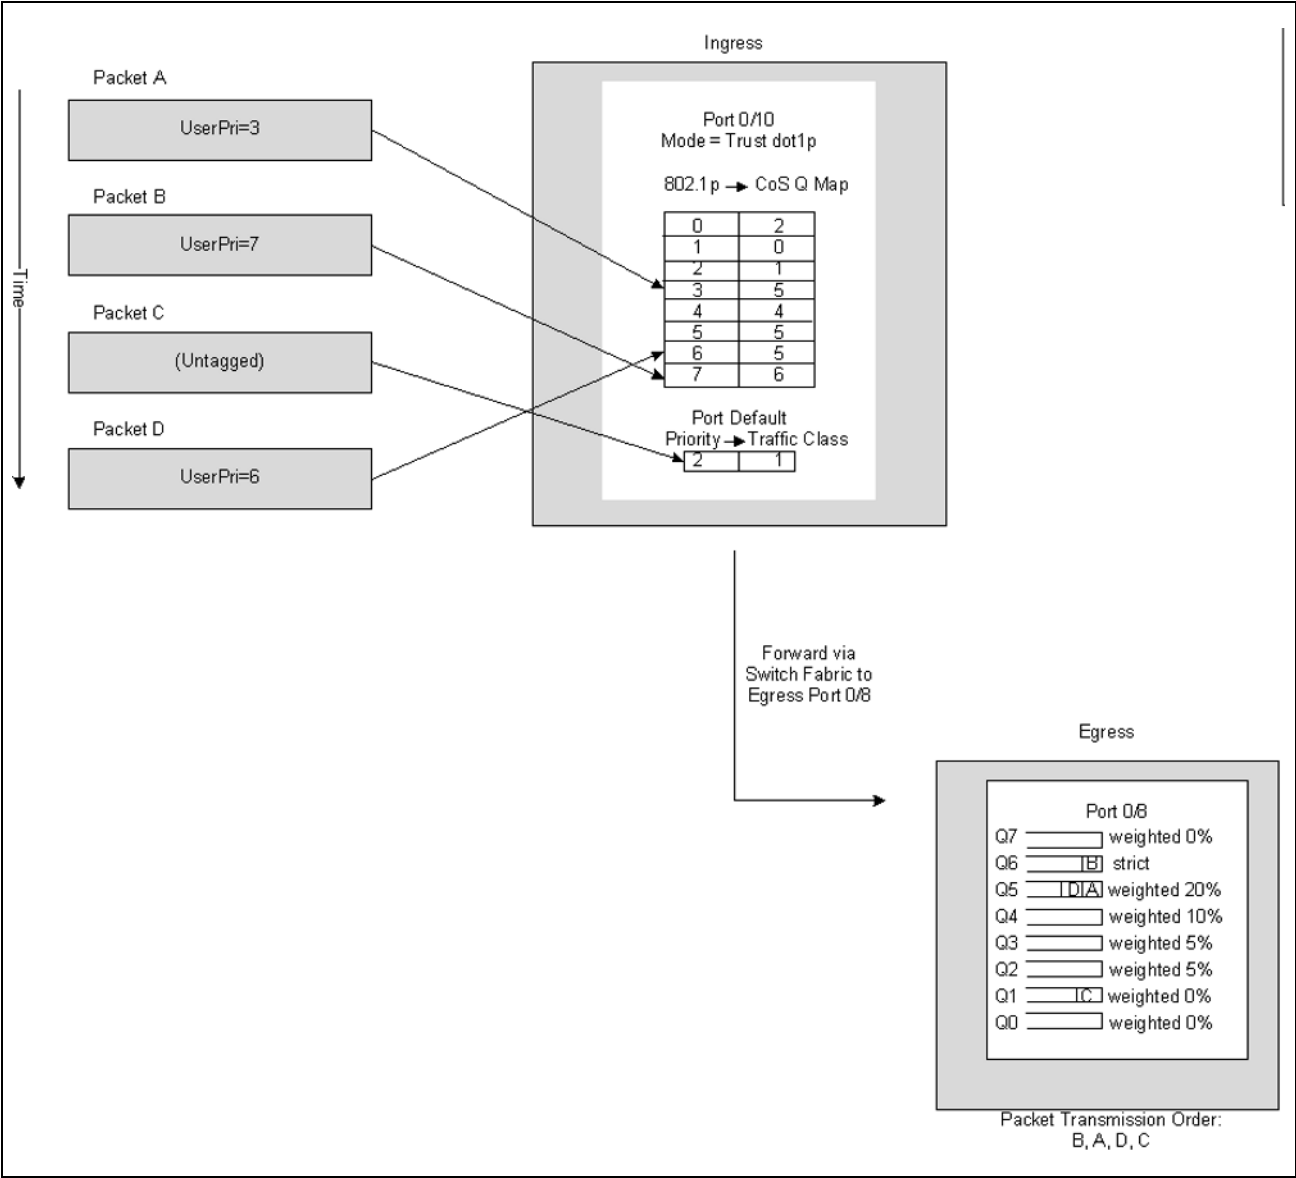 Ingress
Packet A
UserPri=3
Packet B
UserPri=7
Packet C
(Untagged)
Packet D
UserPri=6
Time
Port 0/10
Mode = Trust dot1p
802.1p CoS Q Map
0 2
1 0
2 1
3 5
4 4
5 5
6 5
7 6
Port Default
Priority Traffic Class
2 1
Forward via
Switch Fabric to
Egress Port 0/8
Egress
Port 0/8
Q7 weighted 0%
Q6 B strict
Q5 D A weighted 20%
Q4 weighted 10%
Q3 weighted 5%
Q2 weighted 5%
Q1 C weighted 0%
Q0 weighted 0%
Packet Transmission Order:
B, A, D, C